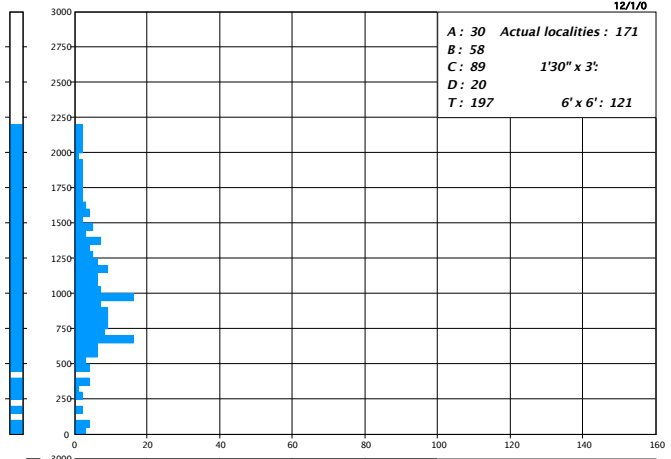 12/1/0
A : 30 Actual localities : 171
B : 58
C : 89 1'30" x 3':
D : 20
T : 197 6' x 6' : 121
3000
2750
2500
2250
2000
1750
1500
1250
1000
750
500
250
0
0 20 40 60 80 100 120 140 160
3000